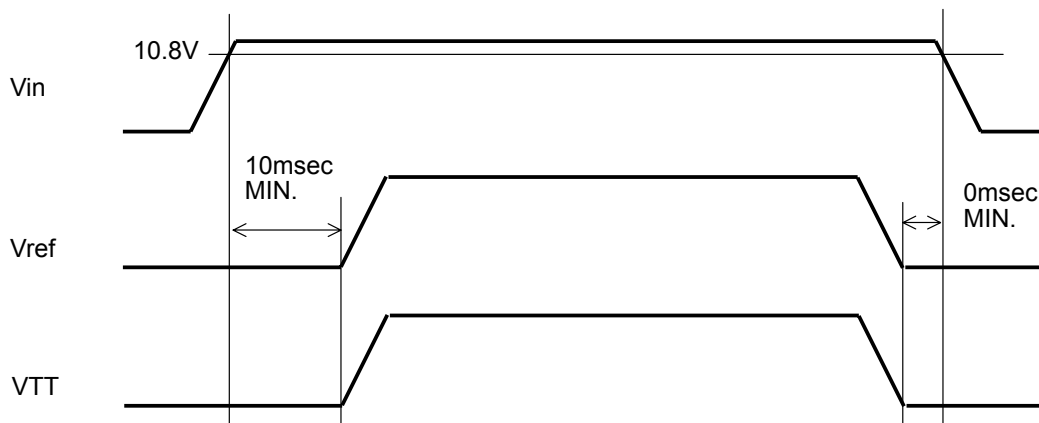 10.8V
Vin
10msec
MIN.
0msec
MIN.
Vref
VTT